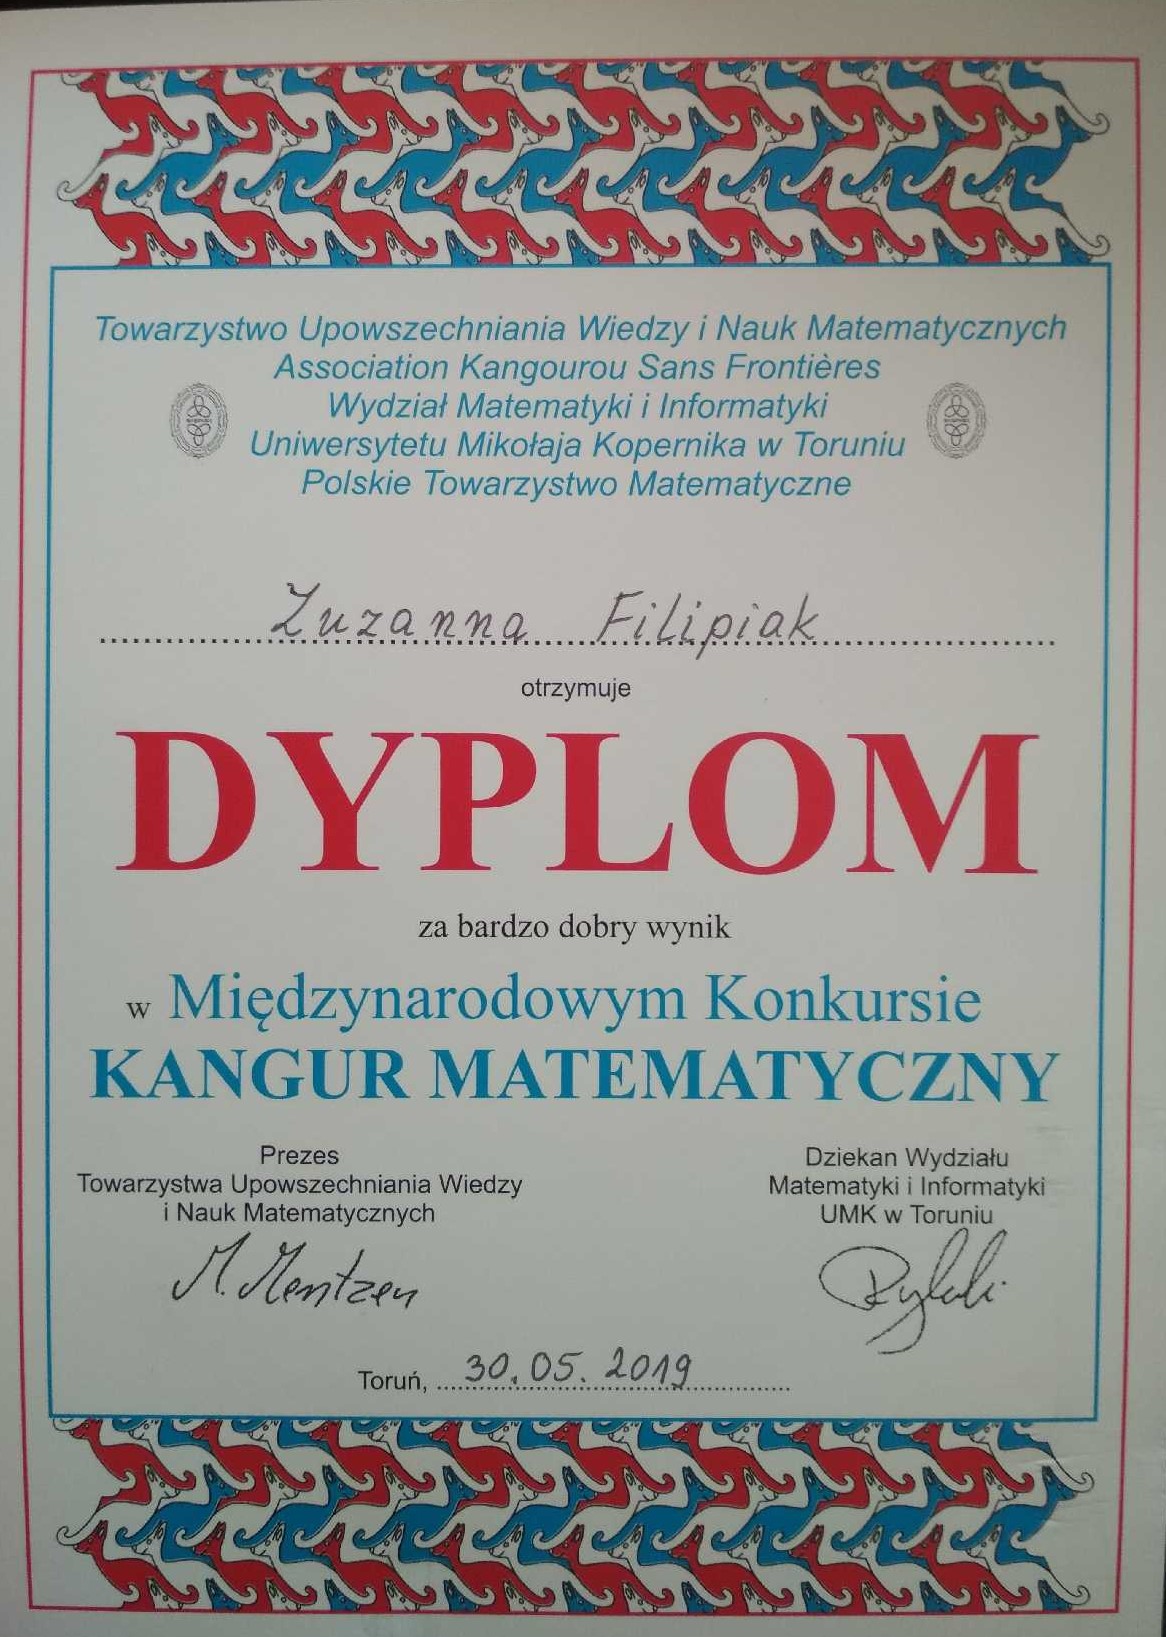 Towarzystwo Upowszechniania Wiedzy i Nauk Matematycznych
Association Kangourou Sans Frontières
Wydział Matematyki i Informatyki
Uniwersytetu Mikołaja Kopernika w Toruniu
Polskie Towarzystwo Matematyczne
Zuzanna Filipiak
otrzymuje
DYPLOM
za bardzo dobry wynik
w Międzynarodowym Konkursie
KANGUR MATEMATYCZNY
Prezes
Towarzystwa Upowszechniania Wiedzy
i Nauk Matematycznych
M. Mentzen
Dziekan Wydziału
Matematyki i Informatyki
UMK w Toruniu
Toruń, 30.05.2019